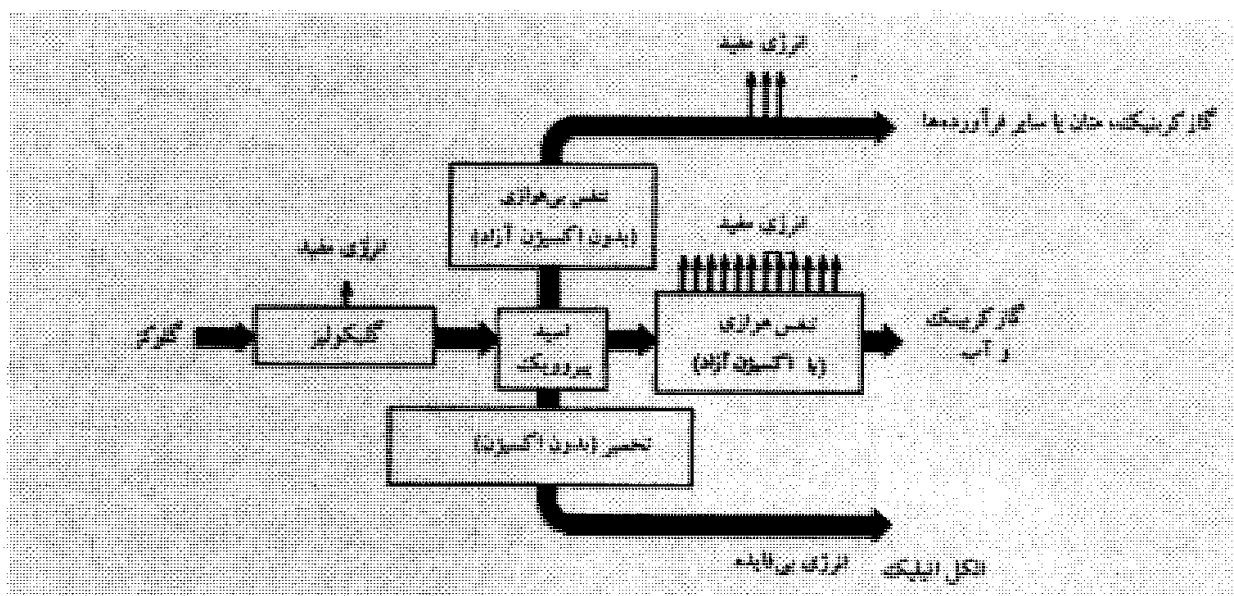 انرژی مفید
گاز کربنیک، متان یا سایر فرآورده‌ها
تنفس بی‌هوازی
(بدون اکسیژن آزاد)
انرژی مفید
انرژی مفید
گلوکز
گلیکولیز
اسید
پیروویک
تنفس هوازی
(با اکسیژن آزاد)
گاز کربنیک
و آب
تخمیر (بدون اکسیژن)
انرژی بی‌فایده
الکل اتیلیک